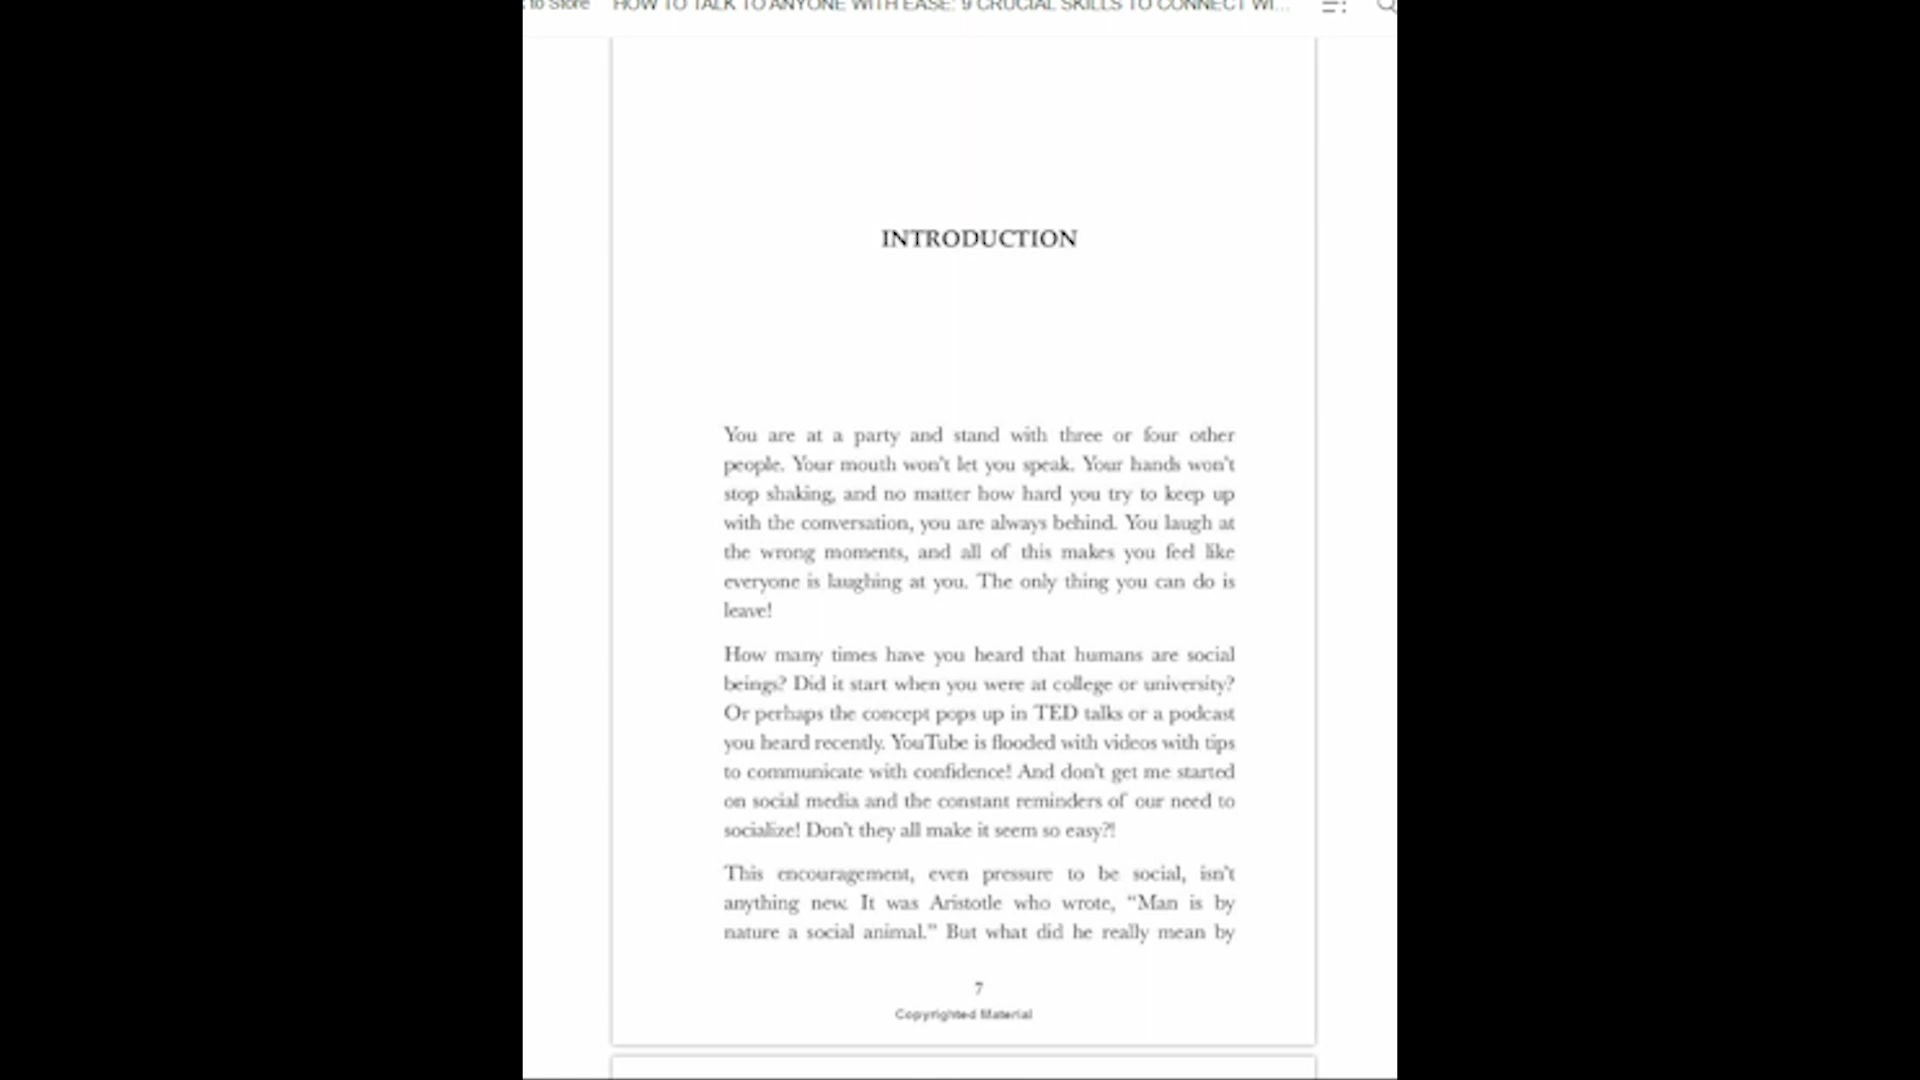 to Store HOW TO TALK TO ANYONE WITH EASE: 9 CRUCIAL SKILLS TO CONNECT WI...
INTRODUCTION
You are at a party and stand with three or four other
people. Your mouth won't let you speak. Your hands won't
stop shaking, and no matter how hard you try to keep up
with the conversation, you are always behind. You laugh at
the wrong moments, and all of this makes you feel like
everyone is laughing at you. The only thing you can do is
leave!
How many times have you heard that humans are social
beings? Did it start when you were at college or university?
Or perhaps the concept pops up in TED talks or a podcast
you heard recently. YouTube is flooded with videos with tips
to communicate with confidence! And don't get me started
on social media and the constant reminders of our need to
socialize! Don't they all make it seem so easy?!
This encouragement, even pressure to be social, isn't
anything new. It was Aristotle who wrote, “Man is by
nature a social animal.” But what did he really mean by
7
Copyrighted Material